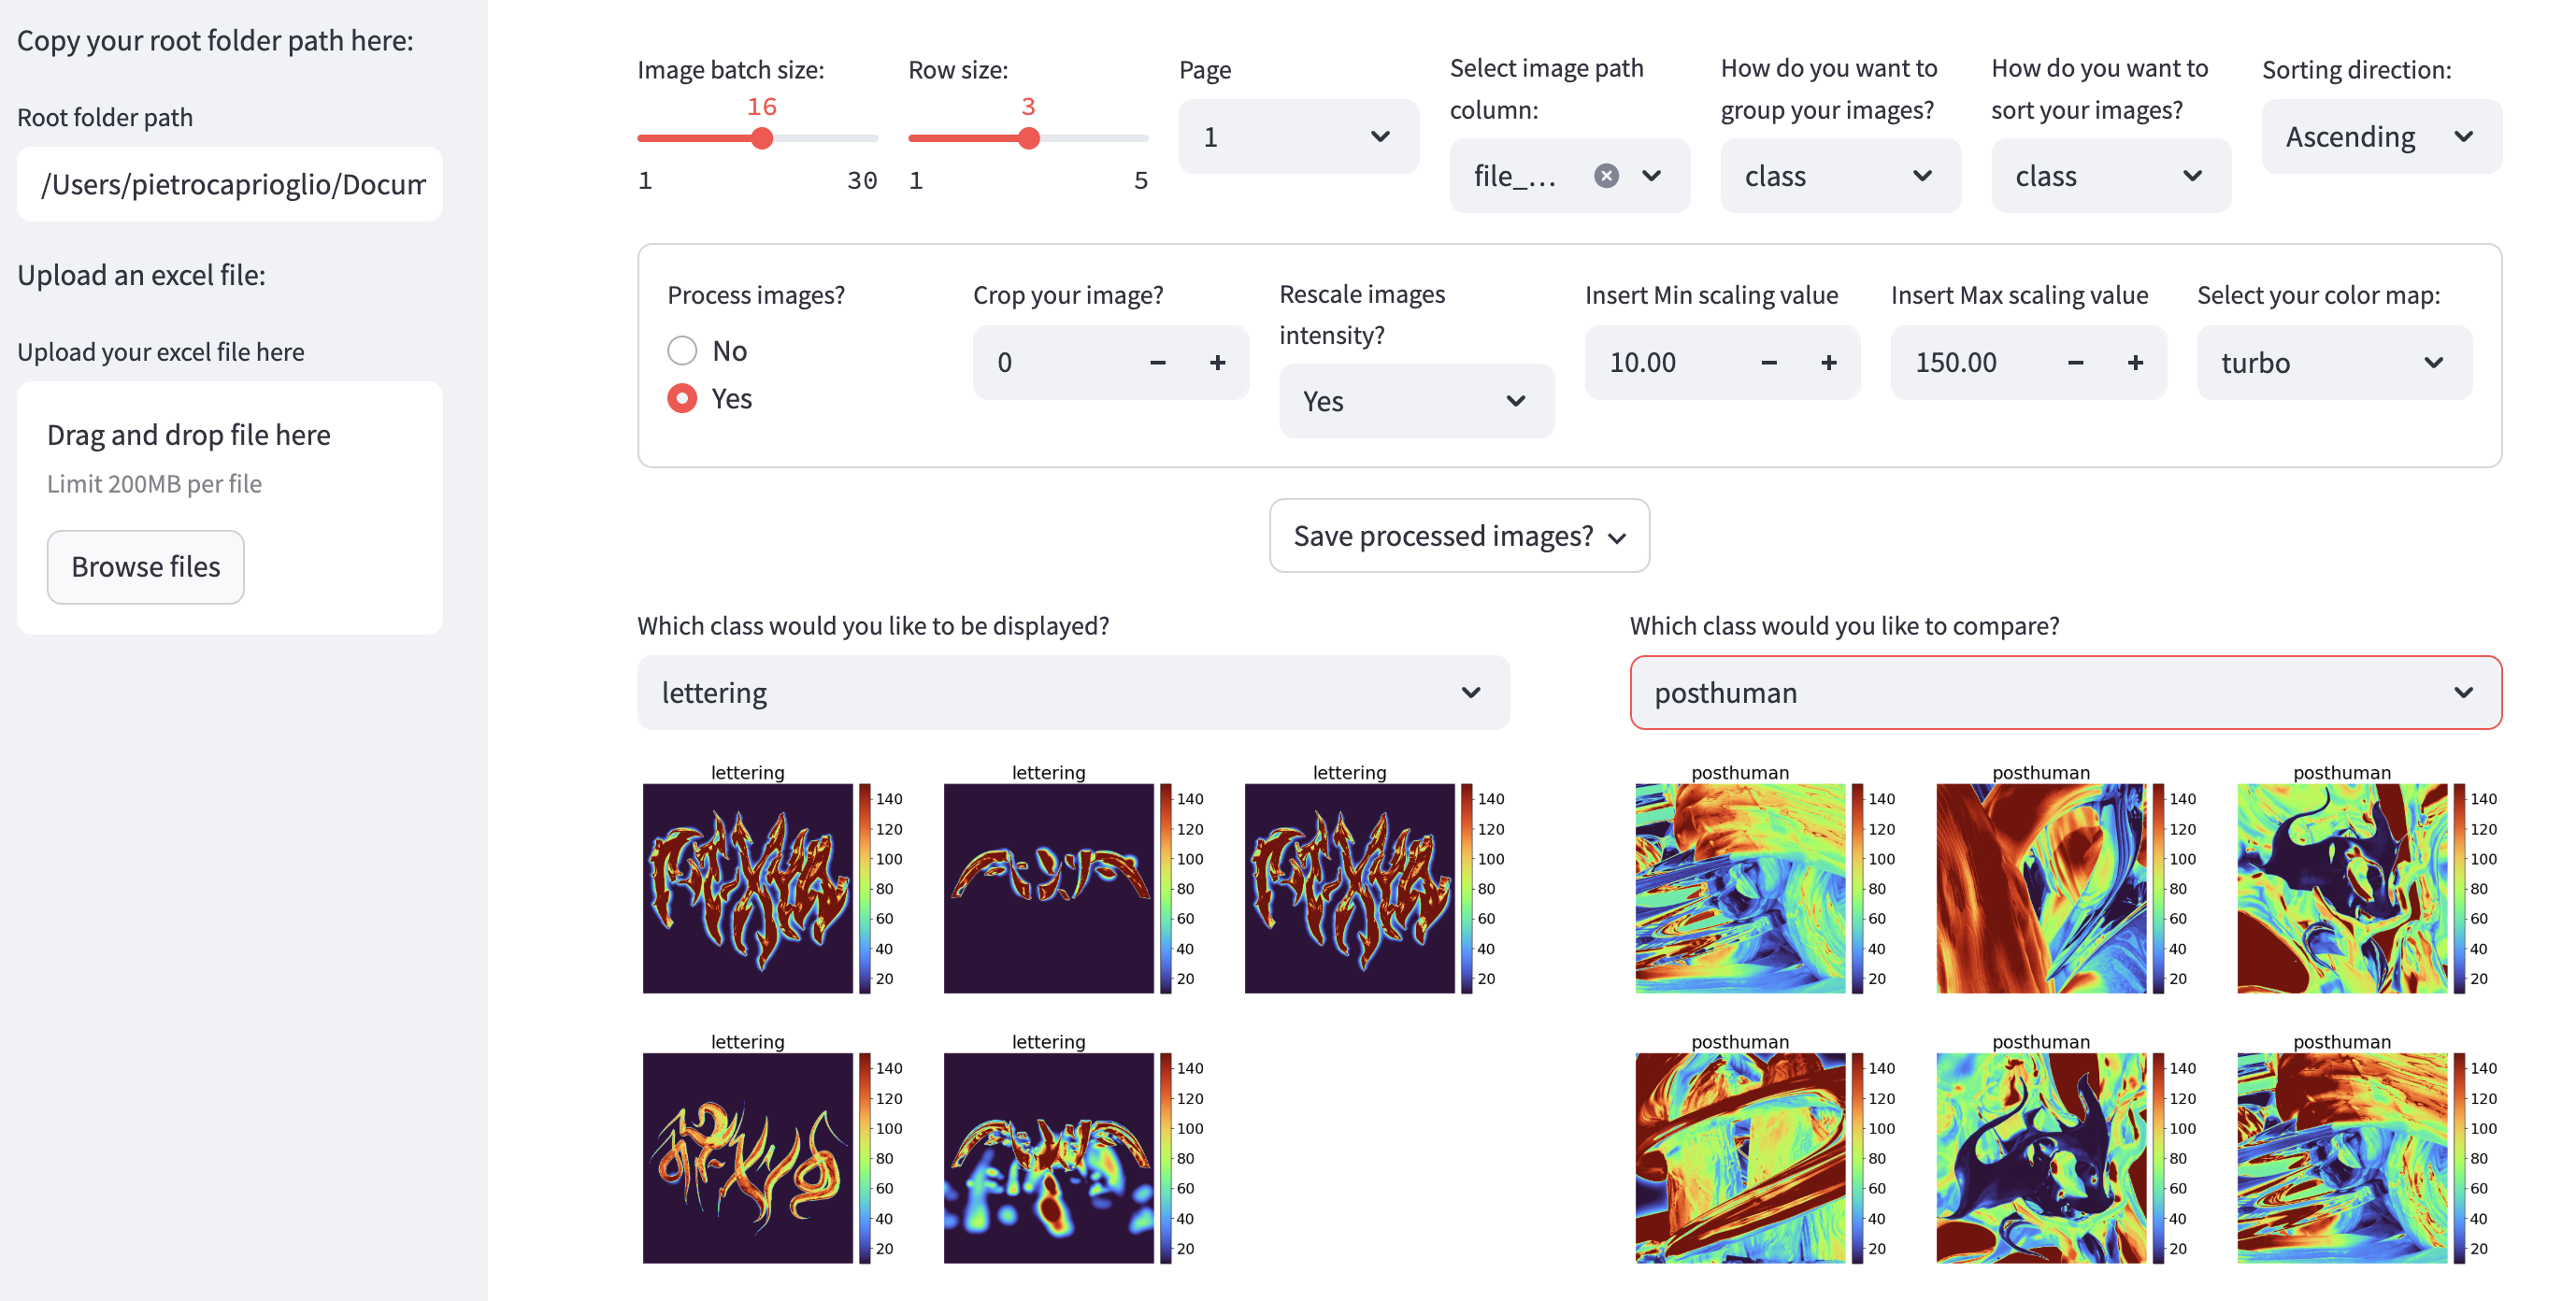 Copy your root folder path here:
Root folder path
/Users/pietrocaprioglio/Docum
Upload an excel file:
Upload your excel file here
Drag and drop file here
Limit 200MB per file
Browse files
Image batch size:
16
1 30
Row size:
3
1 5
Page
1
Select image path
column:
file_...
How do you want to
group your images?
class
How do you want to
sort your images?
class
Sorting direction:
Ascending
Process images?
No
Yes
Crop your image?
0 − +
Rescale images
intensity?
Yes
Insert Min scaling value
10.00 − +
Insert Max scaling value
150.00 − +
Select your color map:
turbo
Save processed images?
Which class would you like to be displayed?
lettering
Which class would you like to compare?
posthuman
lettering
140
120
100
80
60
40
20
lettering
140
120
100
80
60
40
20
lettering
140
120
100
80
60
40
20
posthuman
140
120
100
80
60
40
20
posthuman
140
120
100
80
60
40
20
posthuman
140
120
100
80
60
40
20
lettering
140
120
100
80
60
40
20
lettering
140
120
100
80
60
40
20
posthuman
140
120
100
80
60
40
20
posthuman
140
120
100
80
60
40
20
posthuman
140
120
100
80
60
40
20